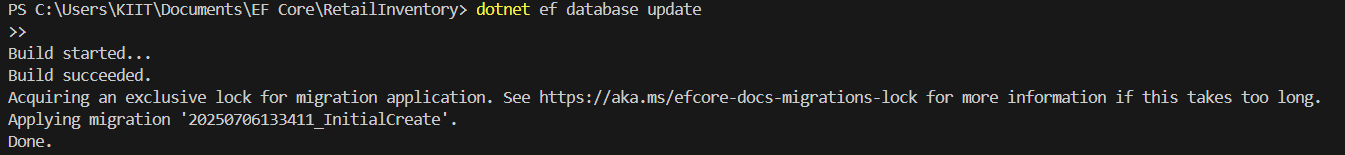 PS C:\Users\KIIT\Documents\EF Core\RetailInventory> dotnet ef database update
>>
Build started...
Build succeeded.
Acquiring an exclusive lock for migration application. See https://aka.ms/efcore-docs-migrations-lock for more information if this takes too long.
Applying migration '20250706133411_InitialCreate'.
Done.